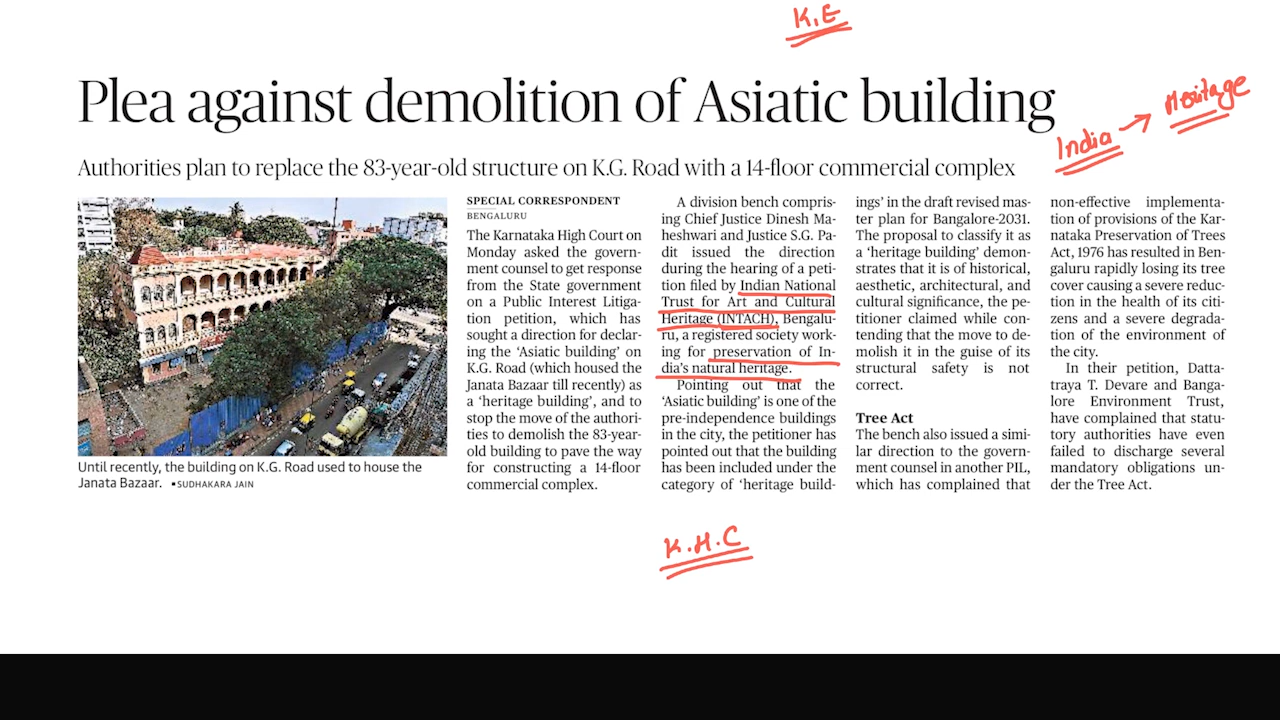 K.E
Plea against demolition of Asiatic building
India → Heritage
Authorities plan to replace the 83-year-old structure on K.G. Road with a 14-floor commercial complex
Until recently, the building on K.G. Road used to house the
Janata Bazaar. ▪SUDHAKARA JAIN
SPECIAL CORRESPONDENT
BENGALURU
The Karnataka High Court on
Monday asked the govern-
ment counsel to get response
from the State government
on a Public Interest Litiga-
tion petition, which has
sought a direction for declar-
ing the ‘Asiatic building’ on
K.G. Road (which housed the
Janata Bazaar till recently) as
a ‘heritage building’, and to
stop the move of the authori-
ties to demolish the 83-year-
old building to pave the way
for constructing a 14-floor
commercial complex.
A division bench compris-
ing Chief Justice Dinesh Ma-
heshwari and Justice S.G. Pa-
dit issued the direction
during the hearing of a peti-
tion filed by Indian National
Trust for Art and Cultural
Heritage (INTACH), Bengalu-
ru, a registered society work-
ing for preservation of In-
dia’s natural heritage.
Pointing out that the
‘Asiatic building’ is one of the
pre-independence buildings
in the city, the petitioner has
pointed out that the building
has been included under the
category of ‘heritage build-
ings’ in the draft revised mas-
ter plan for Bangalore-2031.
The proposal to classify it as
a ‘heritage building’ demon-
strates that it is of historical,
aesthetic, architectural, and
cultural significance, the pe-
titioner claimed while con-
tending that the move to de-
molish it in the guise of its
structural safety is not
correct.
Tree Act
The bench also issued a simi-
lar direction to the govern-
ment counsel in another PIL,
which has complained that
non-effective implementa-
tion of provisions of the Kar-
nataka Preservation of Trees
Act, 1976 has resulted in Ben-
galuru rapidly losing its tree
cover causing a severe reduc-
tion in the health of its citi-
zens and a severe degrada-
tion of the environment of
the city.
In their petition, Datta-
traya T. Devare and Banga-
lore Environment Trust,
have complained that statu-
tory authorities have even
failed to discharge several
mandatory obligations un-
der the Tree Act.
K.H.C